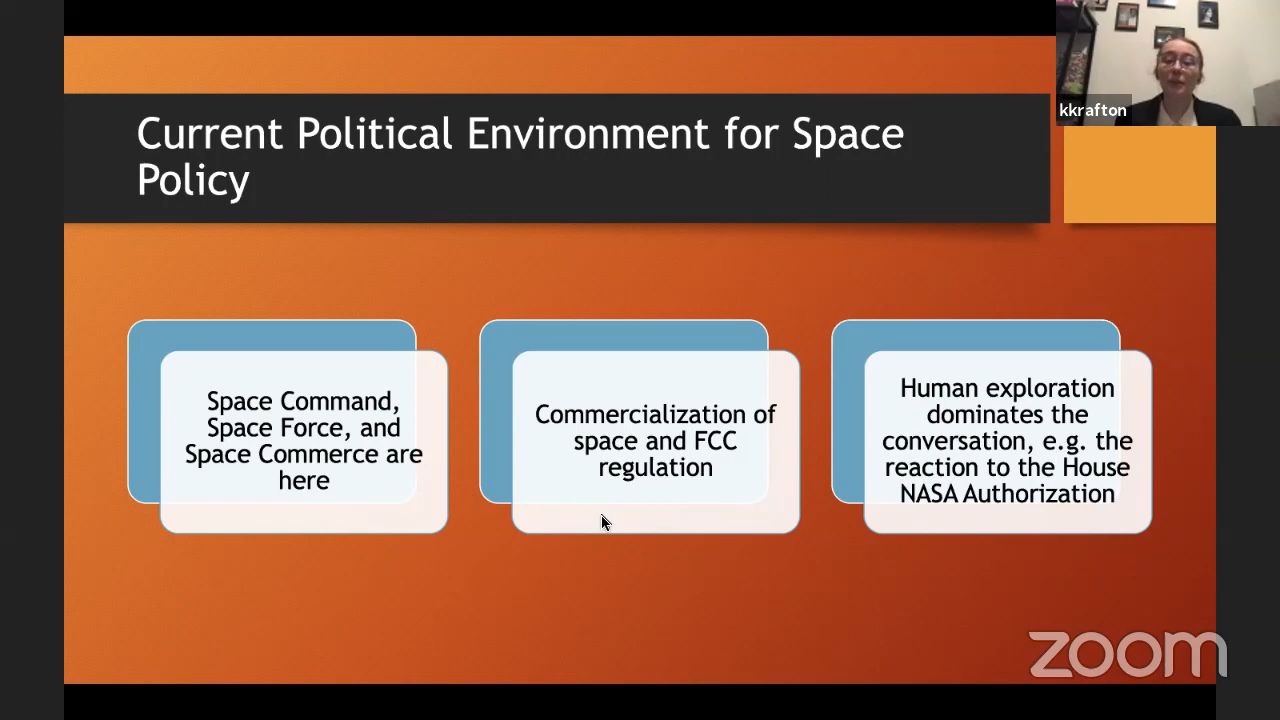 Current Political Environment for Space
Policy
kkrafton
Space Command,
Space Force, and
Space Commerce are
here
Commercialization of
space and FCC
regulation
Human exploration
dominates the
conversation, e.g. the
reaction to the House
NASA Authorization
zoom